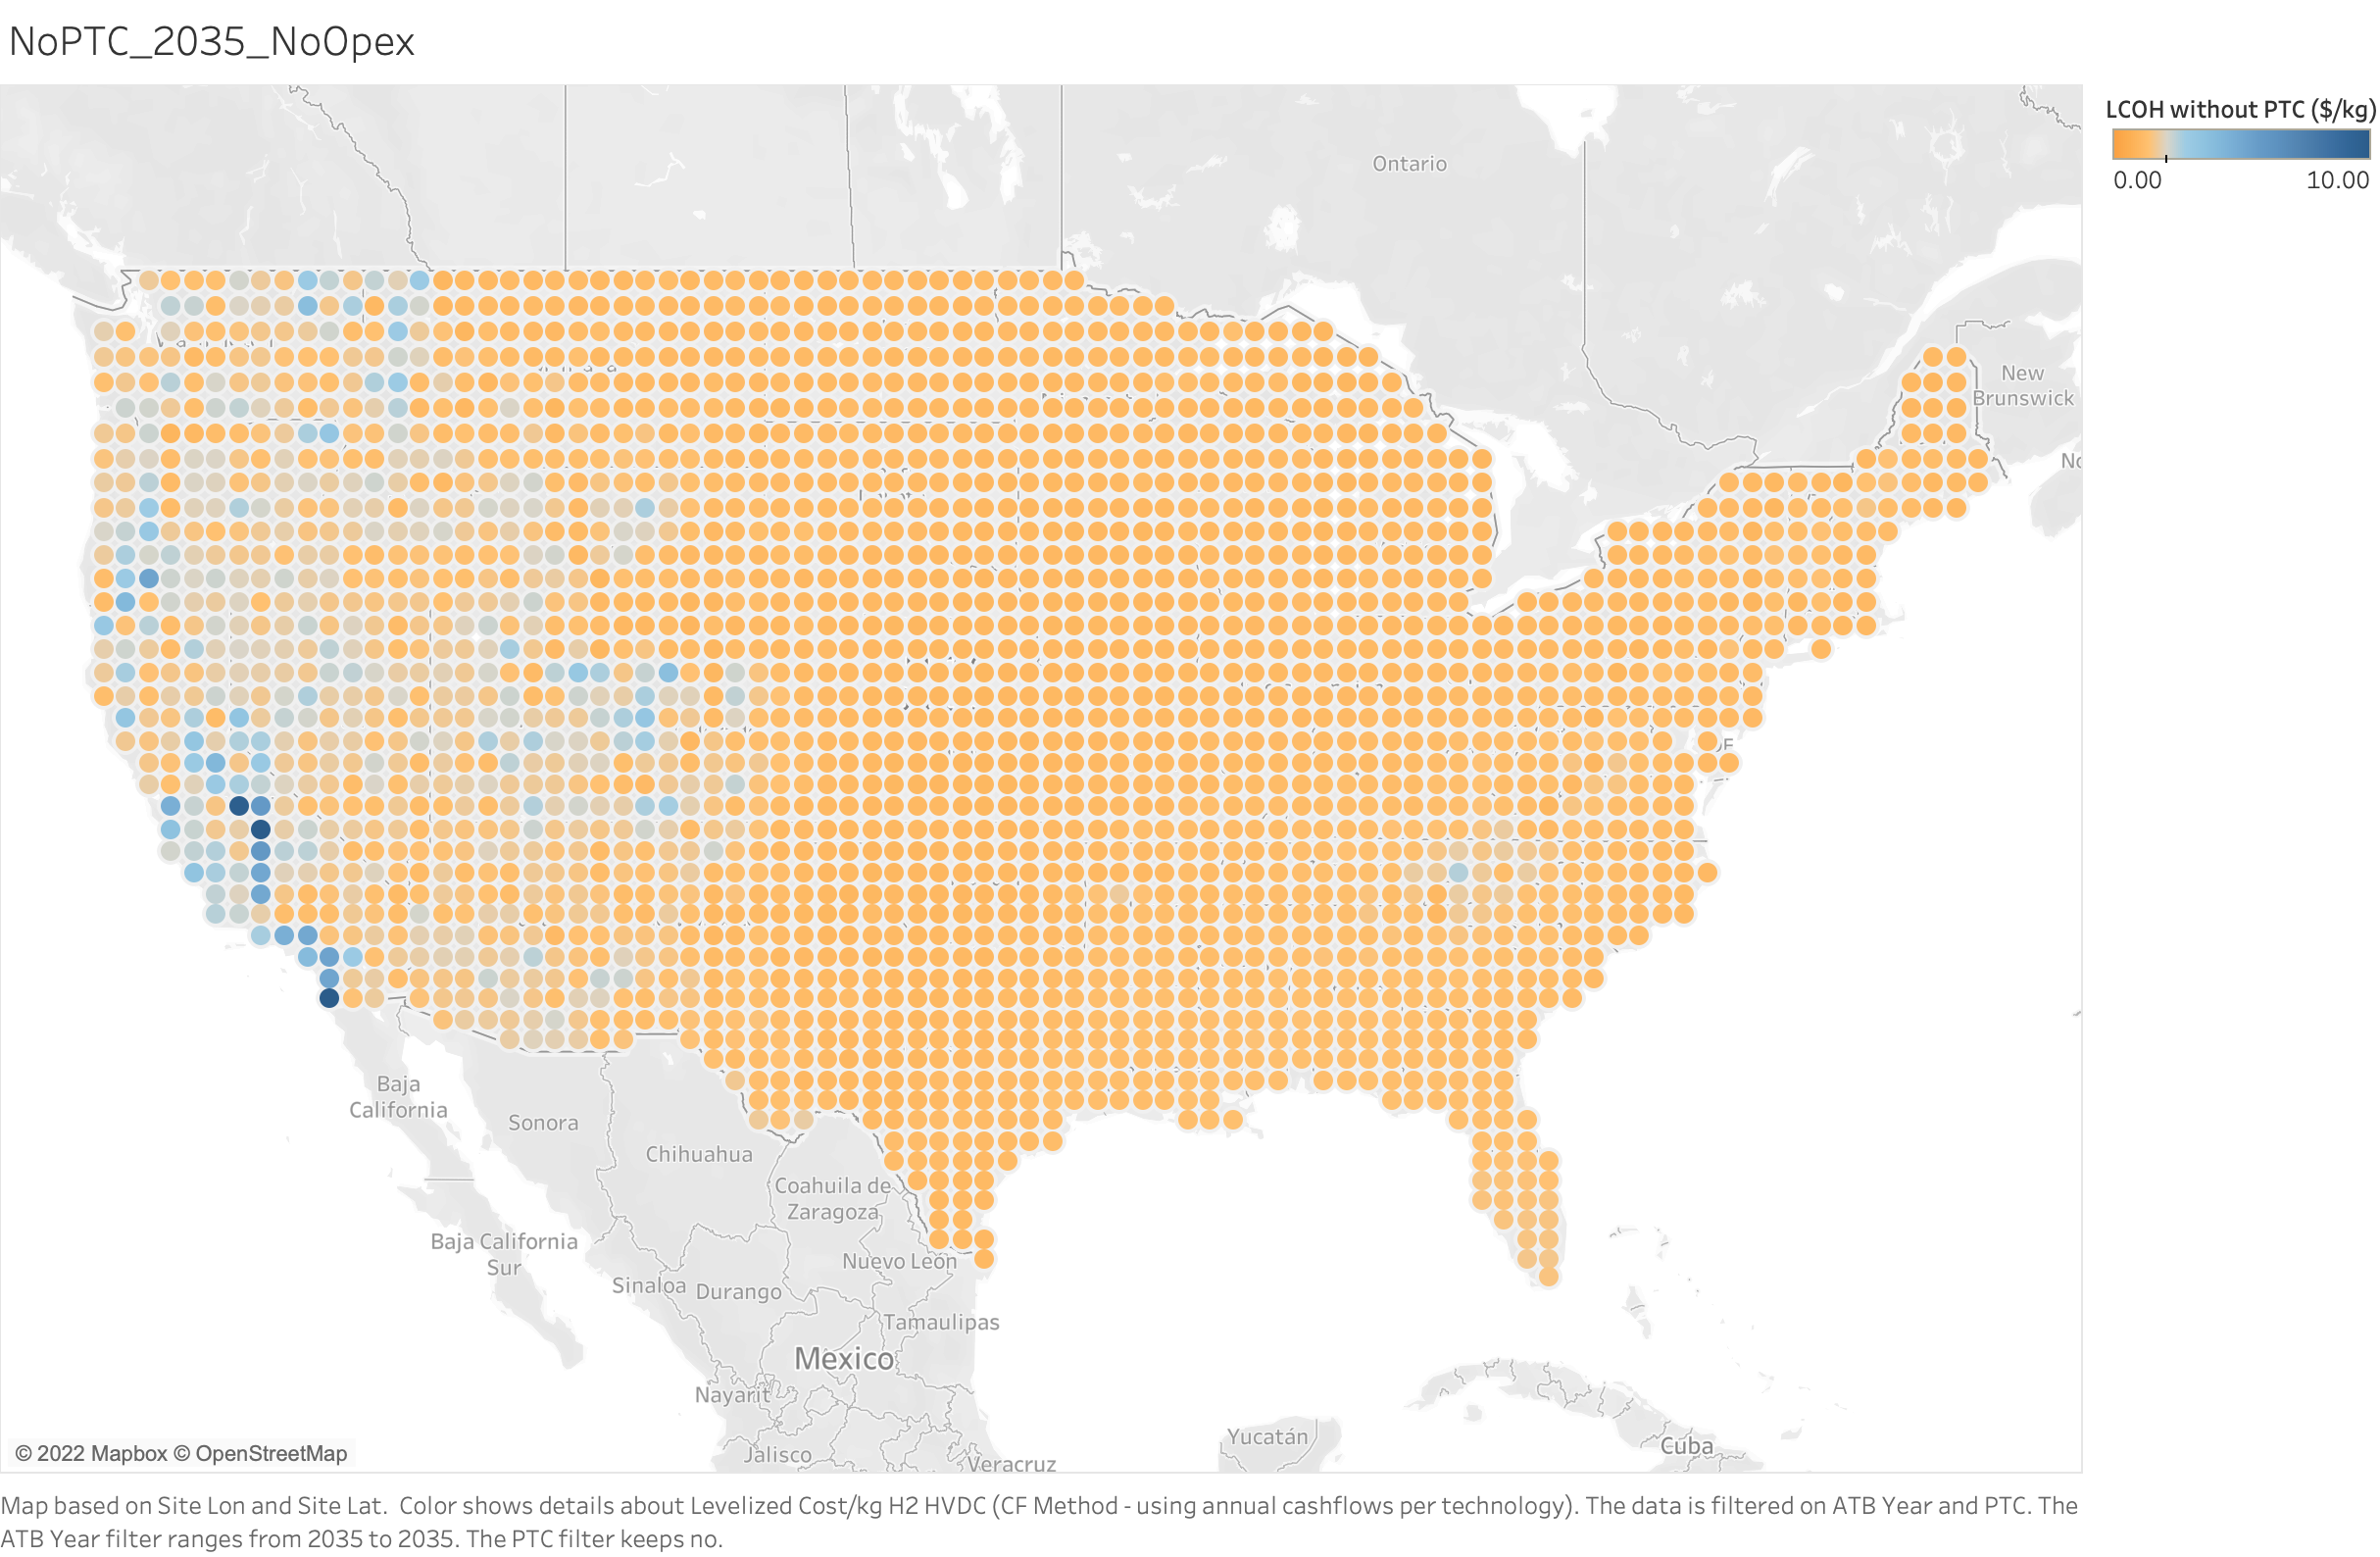 NoPTC_2035_NoOpex
LCOH without PTC ($/kg)
0.00 10.00
Ontario
New
Brunswick
Baja
California
Sonora
Chihuahua
Coahuila de
Zaragoza
Baja California
Sur
Nuevo León
Sinaloa
Durango
Tamaulipas
Mexico
Nayarit
Jalisco
Veracruz
Yucatán
Cuba
© 2022 Mapbox © OpenStreetMap
Map based on Site Lon and Site Lat. Color shows details about Levelized Cost/kg H2 HVDC (CF Method - using annual cashflows per technology). The data is filtered on ATB Year and PTC. The
ATB Year filter ranges from 2035 to 2035. The PTC filter keeps no.